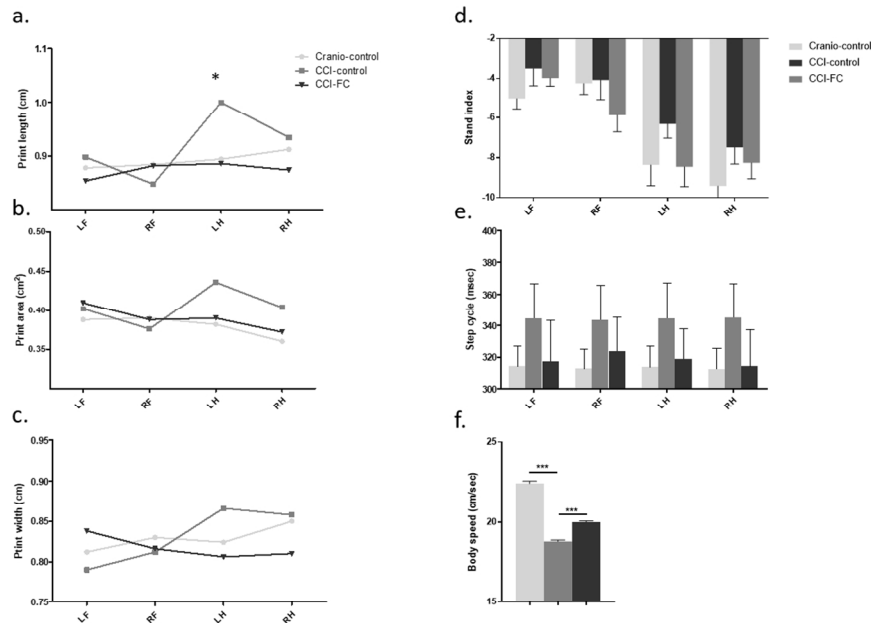 a.
1.1
1.0
0.9
Print length (cm)
*
Cranio-control
CCI-control
CCI-FC
LF RF LH RH
b.
0.50
0.45
0.40
0.35
Print area (cm²)
LF RF LH RH
c.
0.95
0.90
0.85
0.80
0.75
Ptint width (cm)
LF RF LH RH
d.
-2
-4
-6
-8
-10
Stand index
Cranio-control
CCI-control
CCI-FC
LF RF LH RH
e.
400
380
360
340
320
300
Step cycle (msec)
LF RF LH RH
f.
25
20
15
Body speed (cm/sec)
***
***